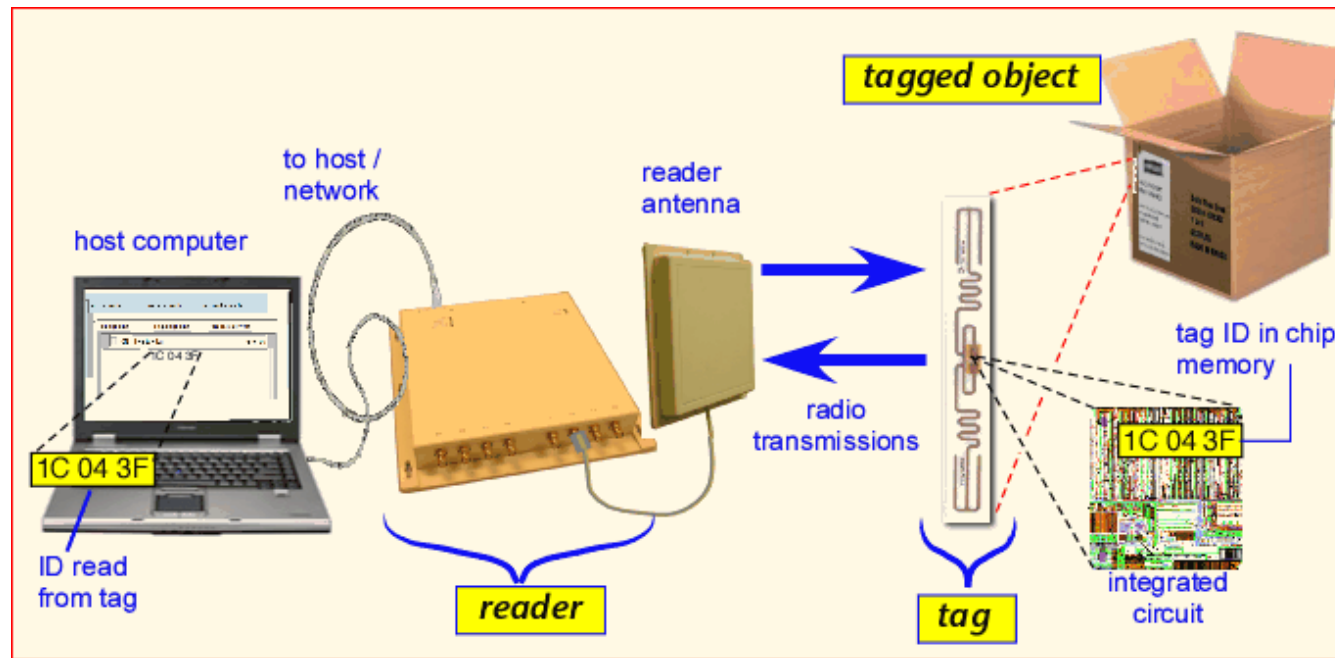 tagged object
to host /
network
reader
antenna
host computer
tag ID in chip
memory
1C 04 3F
radio
transmissions
1C 04 3F
1C 04 3F
ID read
from tag
reader
tag
integrated
circuit